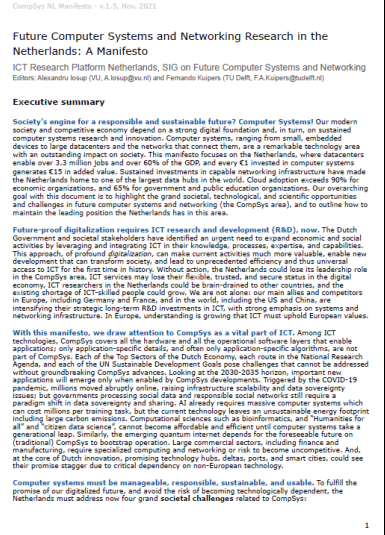 CompSys NL Manifesto - v.1.5, Nov. 2021
Future Computer Systems and Networking Research in the
Netherlands: A Manifesto
ICT Research Platform Netherlands, SIG on Future Computer Systems and Networking
Editors: Alexandru Iosup (VU, A.Iosup@vu.nl) and Fernando Kuipers (TU Delft, F.A.Kuipers@tudelft.nl)
Executive summary
Society's engine for a responsible and sustainable future? Computer Systems! Our modern
society and competitive economy depend on a strong digital foundation and, in turn, on sustained
computer systems research and innovation. Computer systems, ranging from small, embedded
devices to large datacenters and the networks that connect them, are a remarkable technology
with an outstanding impact on society. This manifesto focuses on the Netherlands, where datacenters
enable over 3.3 million jobs and over 60% of the GDP, and every €1 invested in computer systems
generates €15 in added value. Sustained investments in capable networking infrastructure have made
the Netherlands home to one of the largest data hubs in the world. Cloud adoption exceeds 90% for
economic organizations, and 65% for government and public education organizations. Our overarching
goal with this document is to highlight the grand societal, technological, and scientific opportunities
and challenges in future computer systems and networking (the CompSys area), and to outline how to
maintain the leading position the Netherlands has in this area.
Future-proof digitalization requires ICT research and development (R&D), now. The Dutch
Government and societal stakeholders have identified an urgent need to expand economic and social
activities by leveraging and integrating ICT in their knowledge, processes, expertise, and capabilities.
This approach, of profound digitalization, can make current activities much more valuable, enable new
development that can transform society, and lead to unprecedented efficiency and thus universal
access to ICT for the first time in history. Without action, the Netherlands could lose its leadership role
in the CompSys area, ICT services may lose their flexible, trusted, and secure status in the digital
economy, ICT researchers in the Netherlands could be brain-drained to other countries, and the
existing shortage of ICT-skilled people could grow. We are not alone: our main allies and competitors
in Europe, including Germany and France, and in the world, including the US and China, are
intensifying their strategic long-term R&D investments in ICT, with strong emphasis on systems and
networking infrastructure. In Europe, understanding is growing that ICT must uphold European values.
With this manifesto, we draw attention to CompSys as a vital part of ICT. Among ICT
technologies, CompSys covers all the hardware and all the operational software layers that enable
applications; only application-specific details, and often only application-specific algorithms, are not
part of CompSys. Each of the Top Sectors of the Dutch Economy, each route in the National Research
Agenda, and each of the UN Sustainable Development Goals pose challenges that cannot be addressed
without groundbreaking CompSys advances. Looking at the 2030-2035 horizon, important new
applications will emerge only when enabled by CompSys developments. Triggered by the COVID-19
pandemic, millions moved abruptly online, raising infrastructure scalability and data sovereignty
issues; but governments processing social data and responsible social networks still require a
paradigm shift in data sovereignty and sharing. AI already requires massive computer systems which
can cost millions per training task, but the current technology leaves an unsustainable energy footprint
including large carbon emissions. Computational sciences such as bioinformatics, and "Humanities for
all" and "citizen data science", cannot become affordable and efficient until computer systems take a
generational leap. Similarly, the emerging quantum internet depends for the foreseeable future on
(traditional) CompSys to bootstrap operation. Large commercial sectors, including finance and
manufacturing, require specialized computing and networking or risk to become uncompetitive. And,
at the core of Dutch innovation, promising technology hubs, deltas, ports, and smart cities, could see
their promise stagger due to critical dependency on non-European technology.
Computer systems must be manageable, responsible, sustainable, and usable. To fulfill the
promise of our digitalized future, and avoid the risk of becoming technologically dependent, the
Netherlands must address now four grand societal challenges related to CompSys:
1